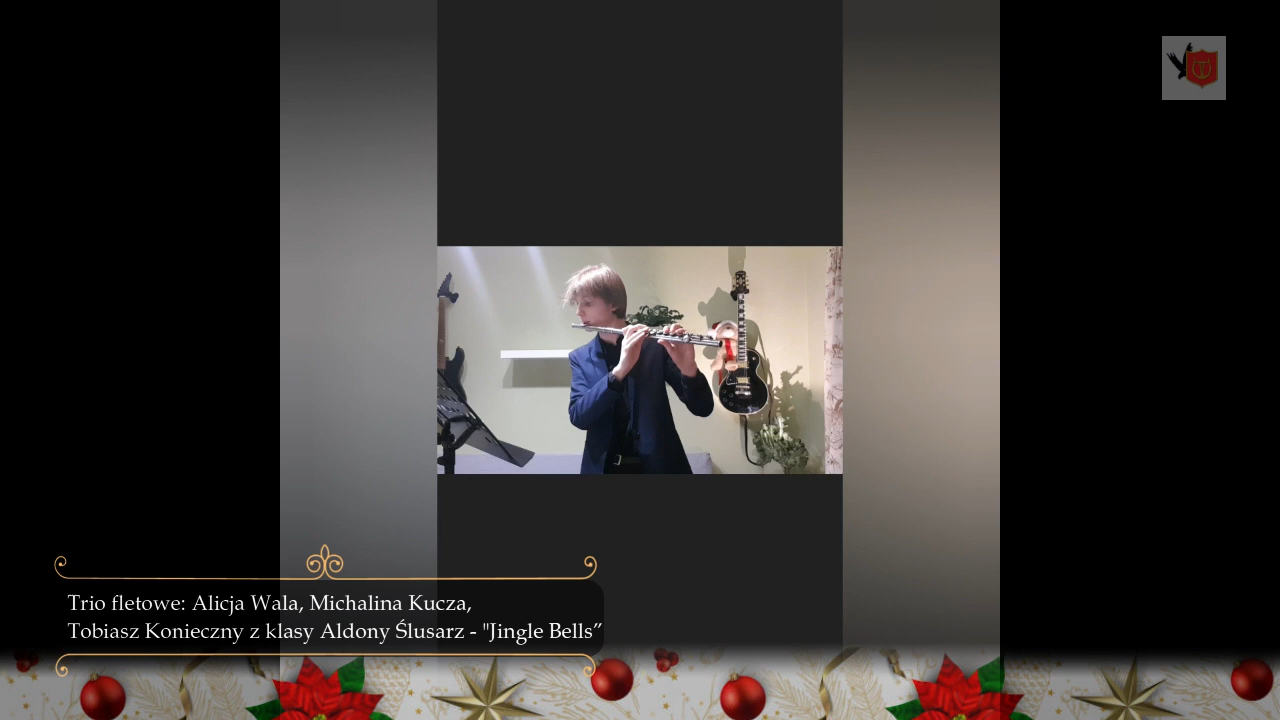 Trio fletowe: Alicja Wala, Michalina Kucza,
Tobiasz Konieczny z klasy Aldony Ślusarz - "Jingle Bells”